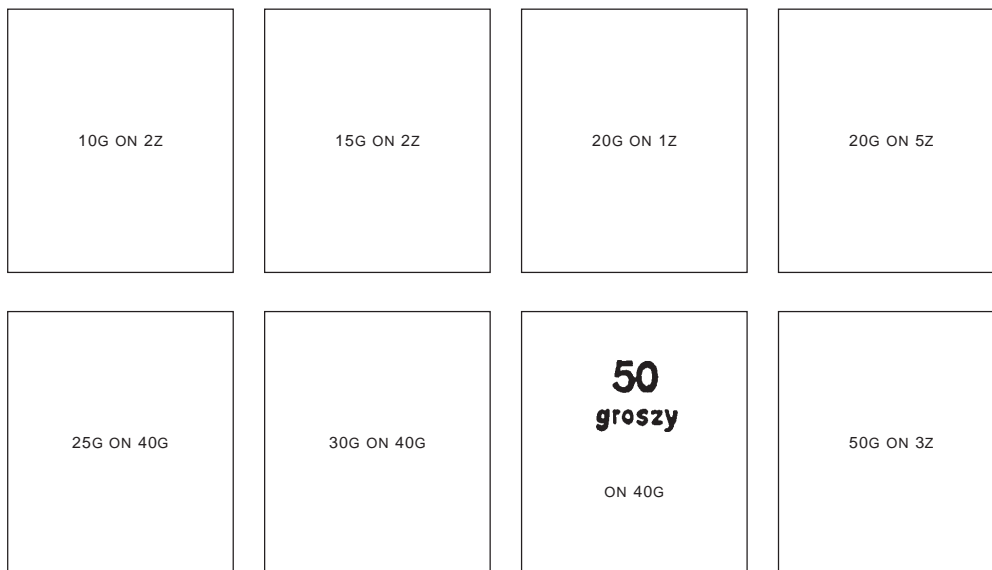 10G ON 2Z
15G ON 2Z
20G ON 1Z
20G ON 5Z
25G ON 40G
30G ON 40G
50
groszy
ON 40G
50G ON 3Z